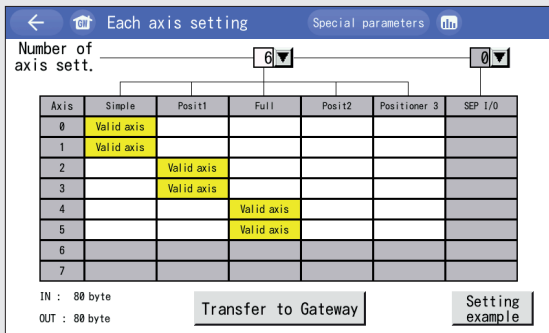 GW Each axis setting Special parameters
Number of
axis sett. 6 0
Axis Simple Posit1 Full Posit2 Positioner 3 SEP I/O
0 Valid axis
1 Valid axis
2 Valid axis
3 Valid axis
4 Valid axis
5 Valid axis
6
7
IN : 80 byte
OUT : 80 byte
Transfer to Gateway
Setting
example